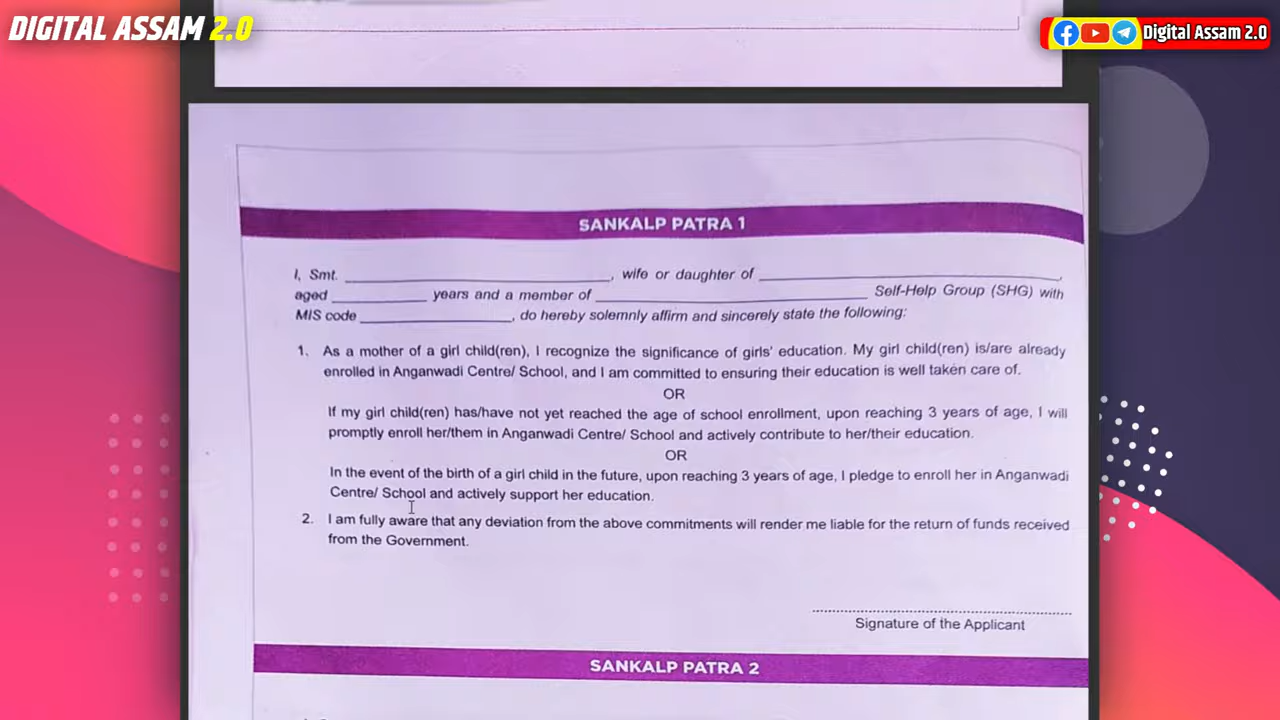 DIGITAL ASSAM 2.0
Digital Assam 2.0
SANKALP PATRA 1
I, Smt. ____________________, wife or daughter of ____________________,
aged __________ years and a member of ____________________ Self-Help Group (SHG) with
MIS code ____________________, do hereby solemnly affirm and sincerely state the following:
1. As a mother of a girl child(ren), I recognize the significance of girls' education. My girl child(ren) is/are already
enrolled in Anganwadi Centre/ School, and I am committed to ensuring their education is well taken care of.
OR
If my girl child(ren) has/have not yet reached the age of school enrollment, upon reaching 3 years of age, I will
promptly enroll her/them in Anganwadi Centre/ School and actively contribute to her/their education.
OR
In the event of the birth of a girl child in the future, upon reaching 3 years of age, I pledge to enroll her in Anganwadi
Centre/ School and actively support her education.
2. I am fully aware that any deviation from the above commitments will render me liable for the return of funds received
from the Government.
Signature of the Applicant
SANKALP PATRA 2